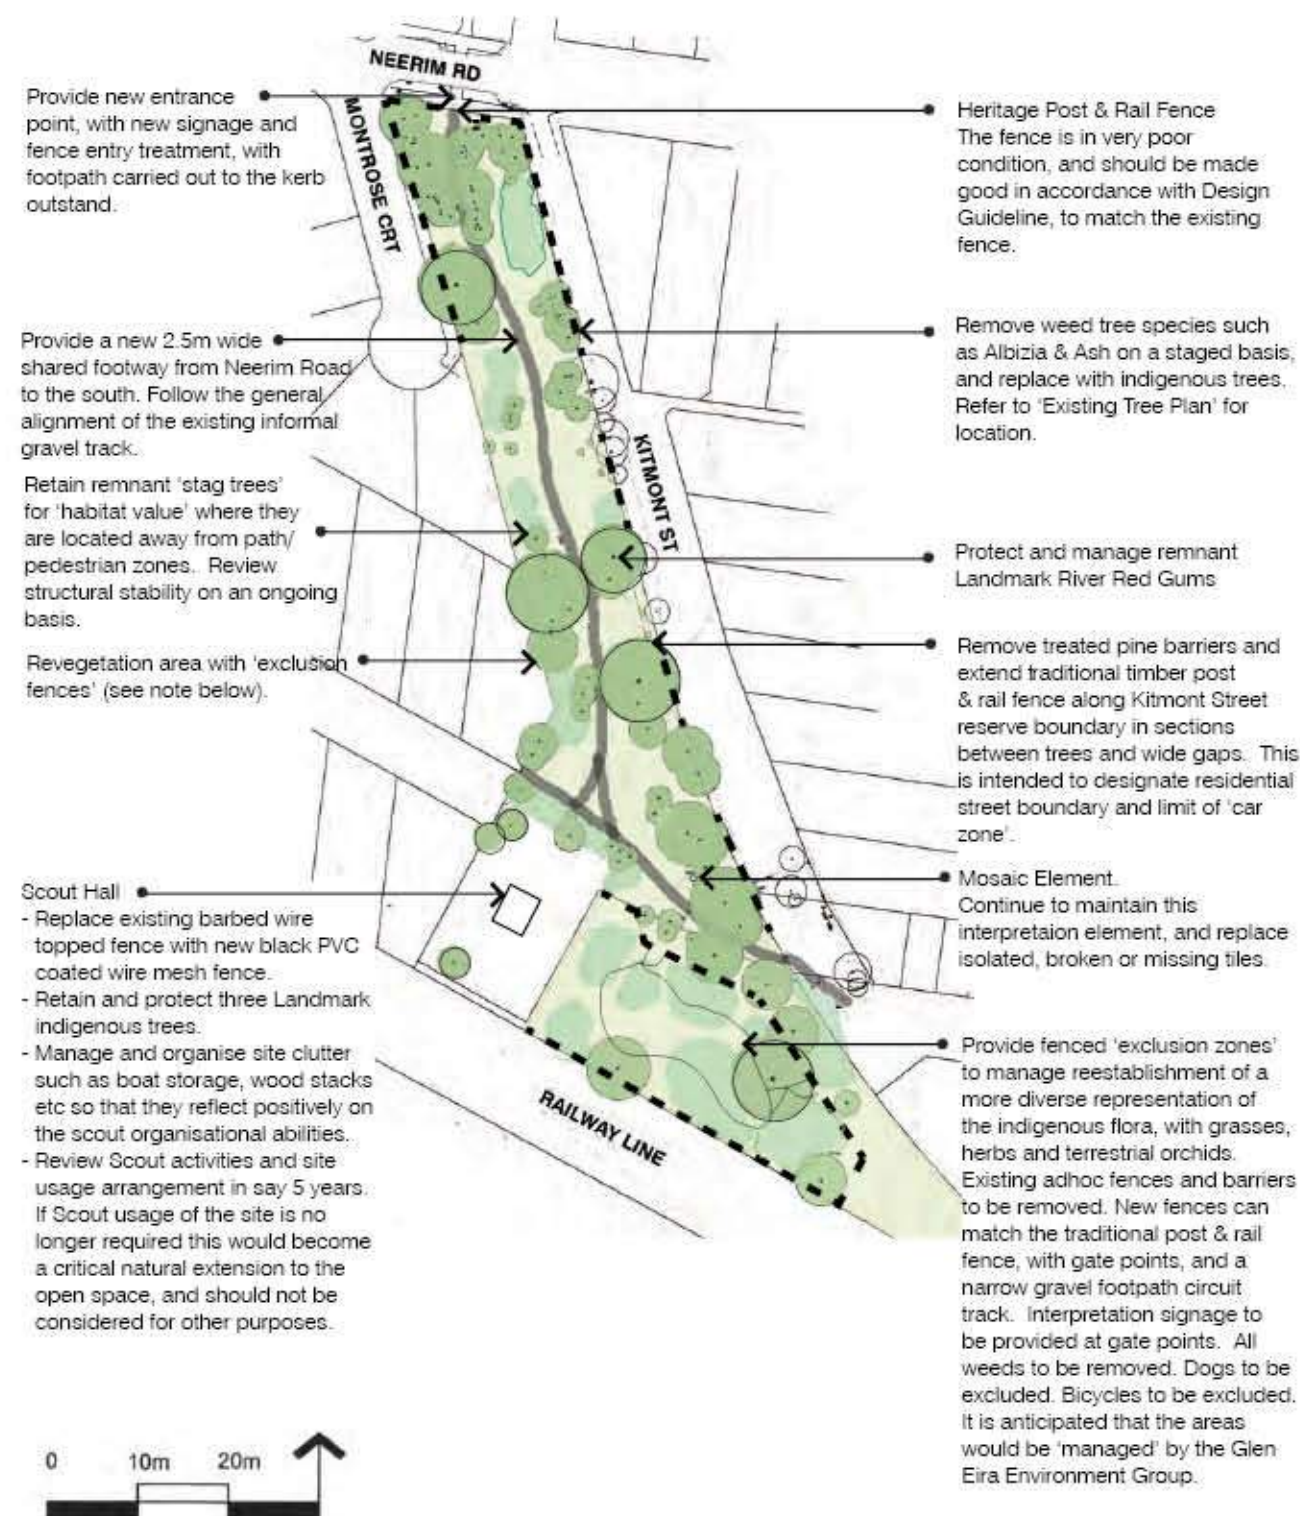 NEERIM RD
MONTROSE CRT
KITMONT ST
RAILWAY LINE
Provide new entrance
point, with new signage and
fence entry treatment, with
footpath carried out to the kerb
outstand.
Provide a new 2.5m wide
shared footway from Neerim Road
to the south. Follow the general
alignment of the existing informal
gravel track.
Retain remnant 'stag trees'
for 'habitat value' where they
are located away from path/
pedestrian zones. Review
structural stability on an ongoing
basis.
Revegetation area with 'exclusion
fences' (see note below).
Scout Hall
- Replace existing barbed wire
topped fence with new black PVC
coated wire mesh fence.
- Retain and protect three Landmark
indigenous trees.
- Manage and organise site clutter
such as boat storage, wood stacks
etc so that they reflect positively on
the scout organisational abilities.
- Review Scout activities and site
usage arrangement in say 5 years.
If Scout usage of the site is no
longer required this would become
a critical natural extension to the
open space, and should not be
considered for other purposes.
Heritage Post & Rail Fence
The fence is in very poor
condition, and should be made
good in accordance with Design
Guideline, to match the existing
fence.
Remove weed tree species such
as Albizia & Ash on a staged basis,
and replace with indigenous trees.
Refer to 'Existing Tree Plan' for
location.
Protect and manage remnant
Landmark River Red Gums
Remove treated pine barriers and
extend traditional timber post
& rail fence along Kitmont Street
reserve boundary in sections
between trees and wide gaps. This
is intended to designate residential
street boundary and limit of 'car
zone'.
Mosaic Element.
Continue to maintain this
interpretaion element, and replace
isolated, broken or missing tiles.
Provide fenced 'exclusion zones'
to manage reestablishment of a
more diverse representation of
the indigenous flora, with grasses,
herbs and terrestrial orchids.
Existing adhoc fences and barriers
to be removed. New fences can
match the traditional post & rail
fence, with gate points, and a
narrow gravel footpath circuit
track. Interpretation signage to
be provided at gate points. All
weeds to be removed. Dogs to be
excluded. Bicycles to be excluded.
It is anticipated that the areas
would be 'managed' by the Glen
Eira Environment Group.
0 10m 20m